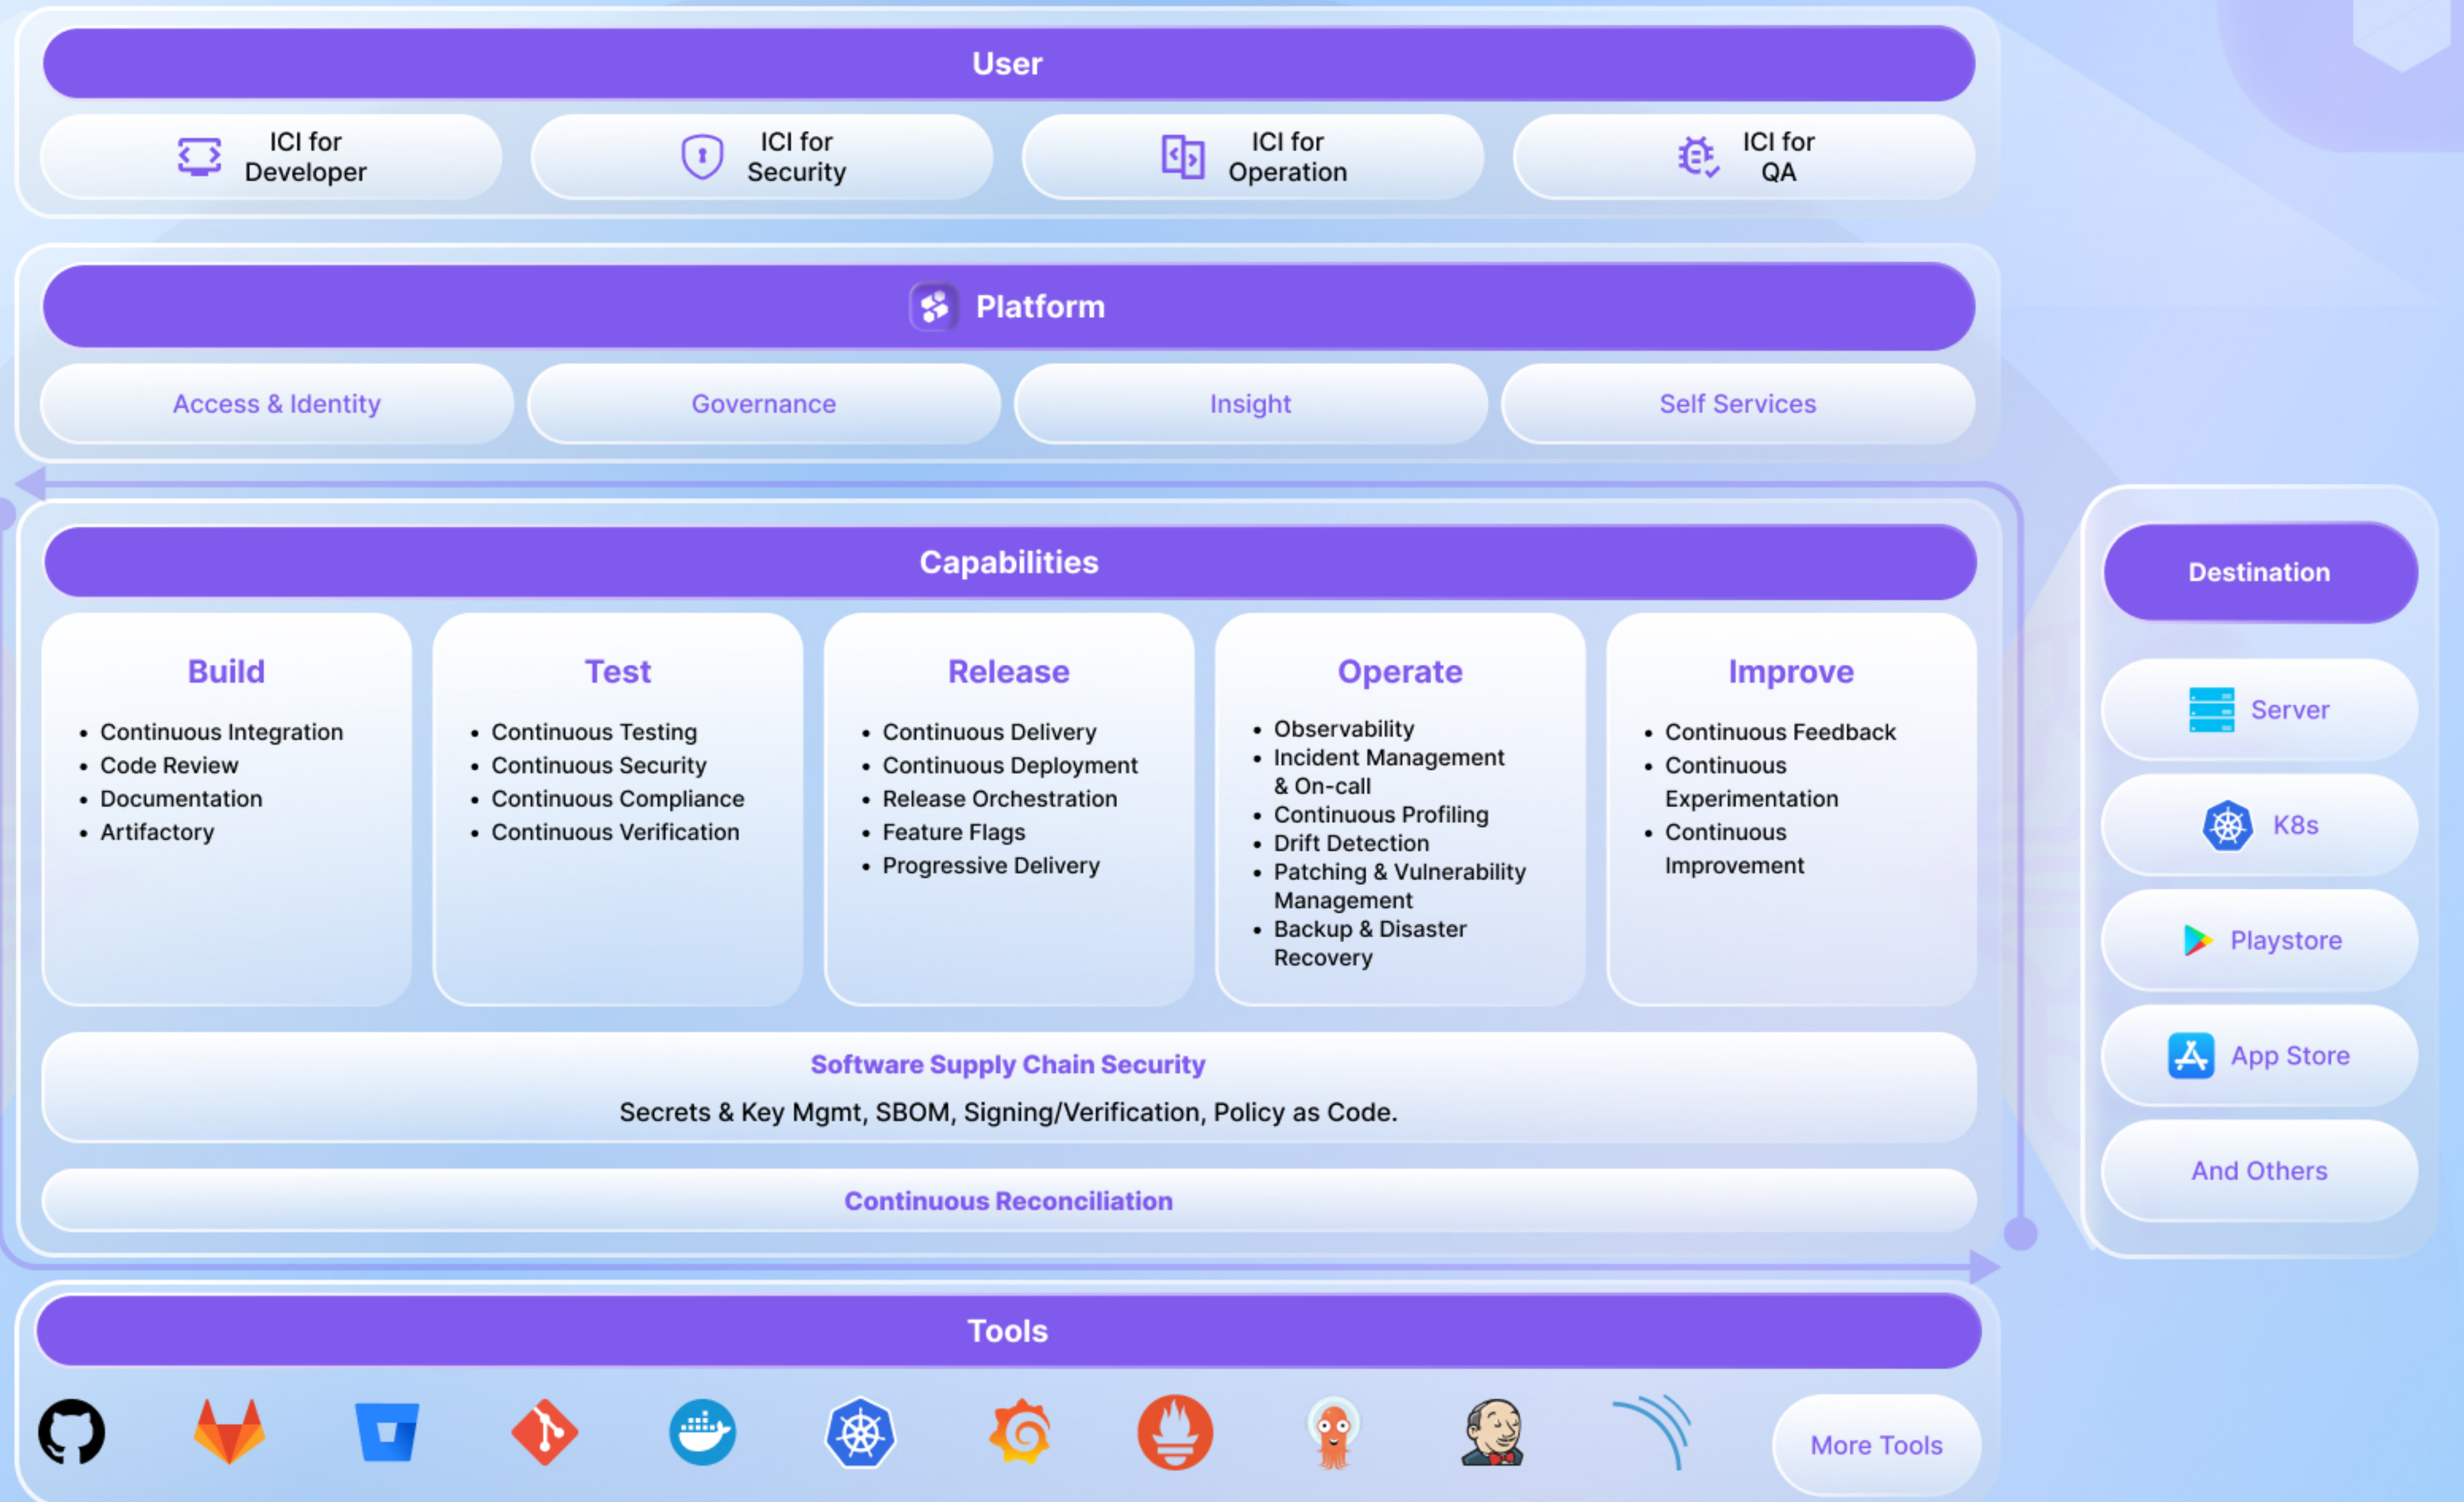 User
ICI for
Developer
ICI for
Security
ICI for
Operation
ICI for
QA
Platform
Access & Identity
Governance
Insight
Self Services
Capabilities
Build
• Continuous Integration
• Code Review
• Documentation
• Artifactory
Test
• Continuous Testing
• Continuous Security
• Continuous Compliance
• Continuous Verification
Release
• Continuous Delivery
• Continuous Deployment
• Release Orchestration
• Feature Flags
• Progressive Delivery
Operate
• Observability
• Incident Management
& On-call
• Continuous Profiling
• Drift Detection
• Patching & Vulnerability
Management
• Backup & Disaster
Recovery
Improve
• Continuous Feedback
• Continuous
Experimentation
• Continuous
Improvement
Software Supply Chain Security
Secrets & Key Mgmt, SBOM, Signing/Verification, Policy as Code.
Continuous Reconciliation
Destination
Server
K8s
Playstore
App Store
And Others
Tools
More Tools